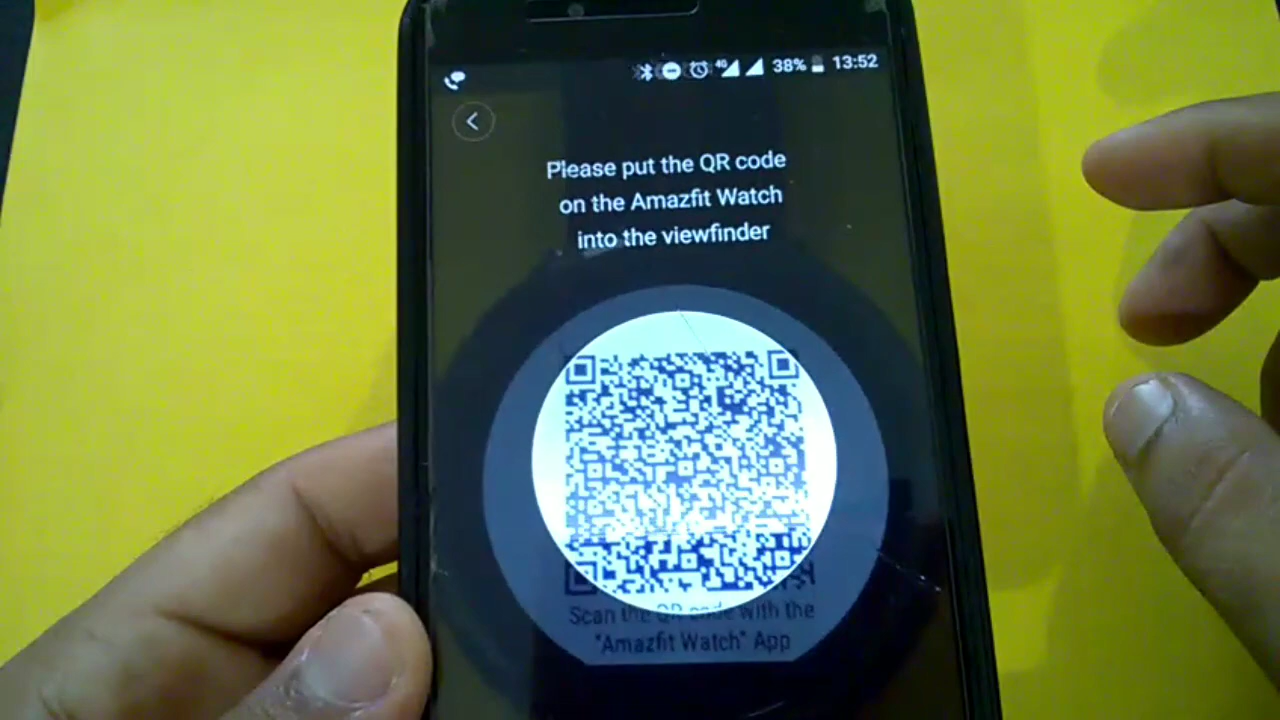 4G 38% 13:52
Please put the QR code
on the Amazfit Watch
into the viewfinder
Scan the QR code with the
"Amazfit Watch" App